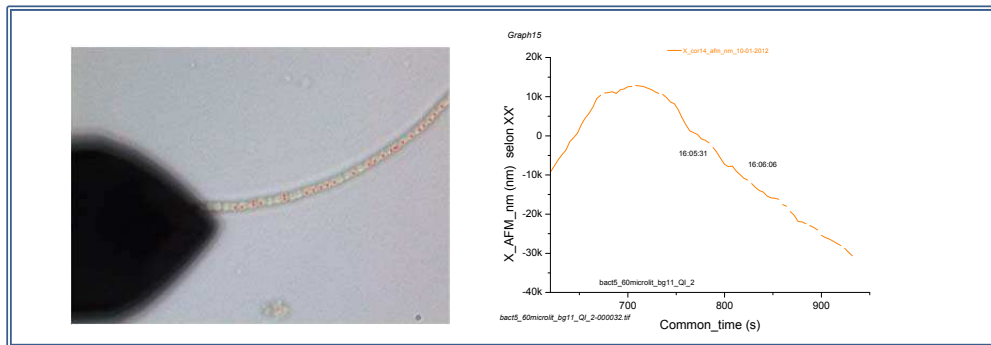 Graph15
X_cor14_afm_nm_10-01-2012
20k
10k
0
-10k
-20k
-30k
-40k
X_AFM_nm (nm) selon XX'
16:05:31
16:06:06
bact5_60microlit_bg11_QI_2
700
800
900
Common_time (s)
bact5_60microlit_bg11_QI_2-000032.tif